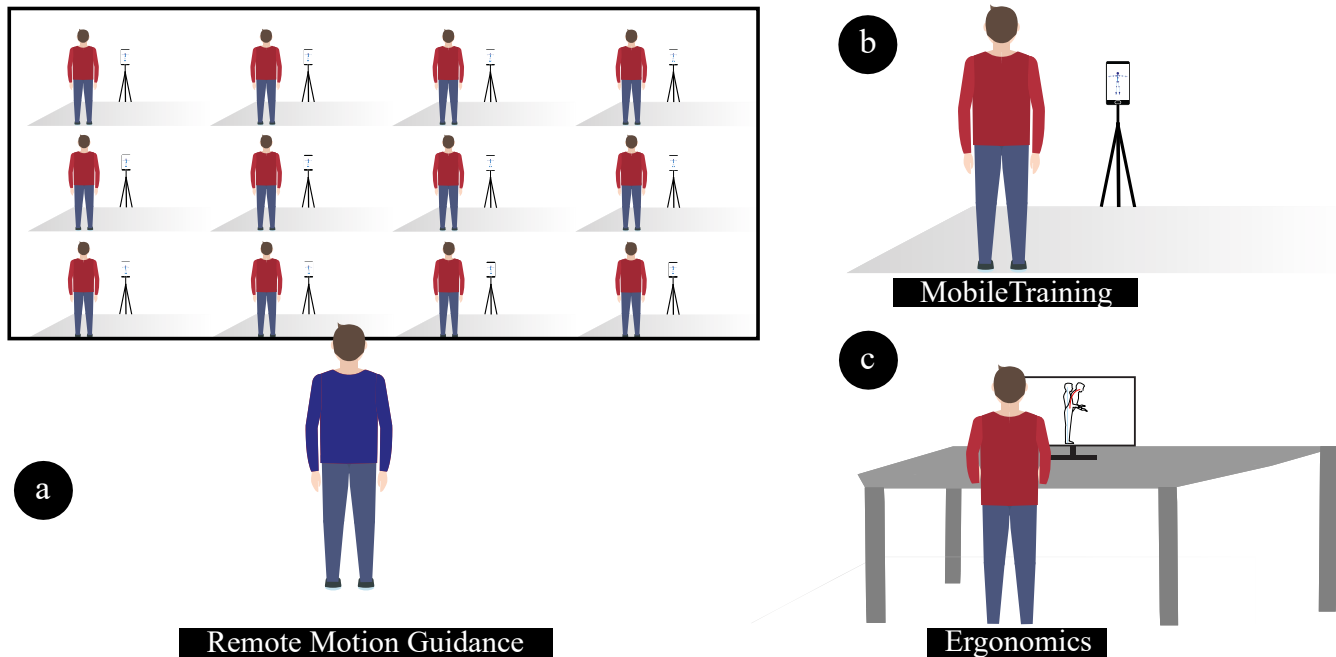 a
Remote Motion Guidance
b
MobileTraining
c
Ergonomics